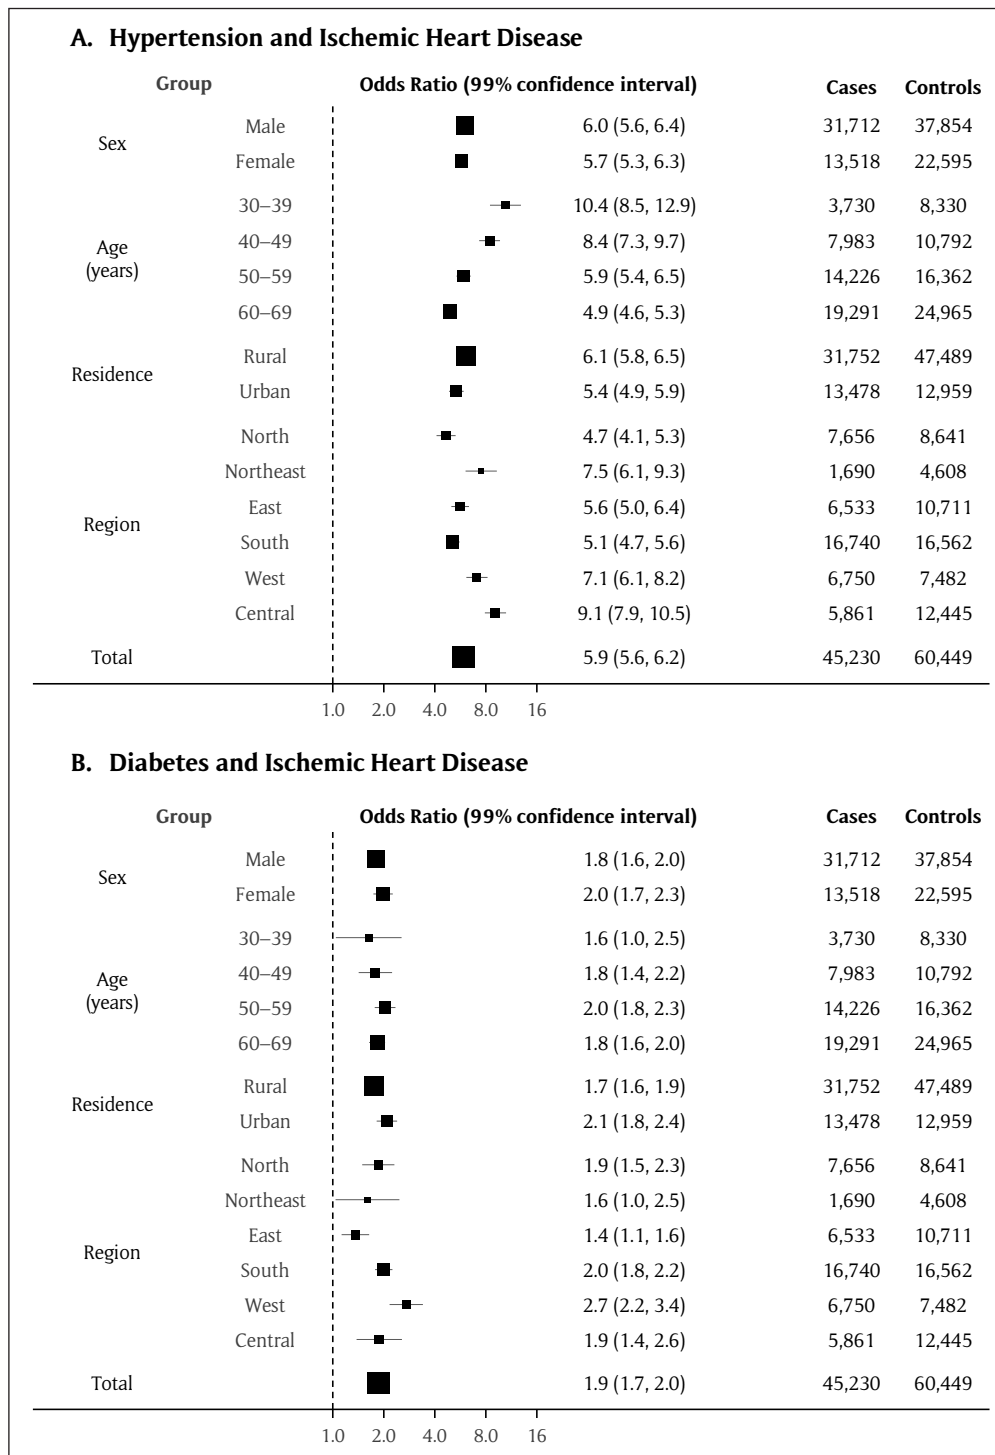 A. Hypertension and Ischemic Heart Disease
Group Odds Ratio (99% confidence interval) Cases Controls
Sex
Male 6.0 (5.6, 6.4) 31,712 37,854
Female 5.7 (5.3, 6.3) 13,518 22,595
Age
(years)
30–39 10.4 (8.5, 12.9) 3,730 8,330
40–49 8.4 (7.3, 9.7) 7,983 10,792
50–59 5.9 (5.4, 6.5) 14,226 16,362
60–69 4.9 (4.6, 5.3) 19,291 24,965
Residence
Rural 6.1 (5.8, 6.5) 31,752 47,489
Urban 5.4 (4.9, 5.9) 13,478 12,959
Region
North 4.7 (4.1, 5.3) 7,656 8,641
Northeast 7.5 (6.1, 9.3) 1,690 4,608
East 5.6 (5.0, 6.4) 6,533 10,711
South 5.1 (4.7, 5.6) 16,740 16,562
West 7.1 (6.1, 8.2) 6,750 7,482
Central 9.1 (7.9, 10.5) 5,861 12,445
Total 5.9 (5.6, 6.2) 45,230 60,449
1.0 2.0 4.0 8.0 16
B. Diabetes and Ischemic Heart Disease
Group Odds Ratio (99% confidence interval) Cases Controls
Sex
Male 1.8 (1.6, 2.0) 31,712 37,854
Female 2.0 (1.7, 2.3) 13,518 22,595
Age
(years)
30–39 1.6 (1.0, 2.5) 3,730 8,330
40–49 1.8 (1.4, 2.2) 7,983 10,792
50–59 2.0 (1.8, 2.3) 14,226 16,362
60–69 1.8 (1.6, 2.0) 19,291 24,965
Residence
Rural 1.7 (1.6, 1.9) 31,752 47,489
Urban 2.1 (1.8, 2.4) 13,478 12,959
Region
North 1.9 (1.5, 2.3) 7,656 8,641
Northeast 1.6 (1.0, 2.5) 1,690 4,608
East 1.4 (1.1, 1.6) 6,533 10,711
South 2.0 (1.8, 2.2) 16,740 16,562
West 2.7 (2.2, 3.4) 6,750 7,482
Central 1.9 (1.4, 2.6) 5,861 12,445
Total 1.9 (1.7, 2.0) 45,230 60,449
1.0 2.0 4.0 8.0 16